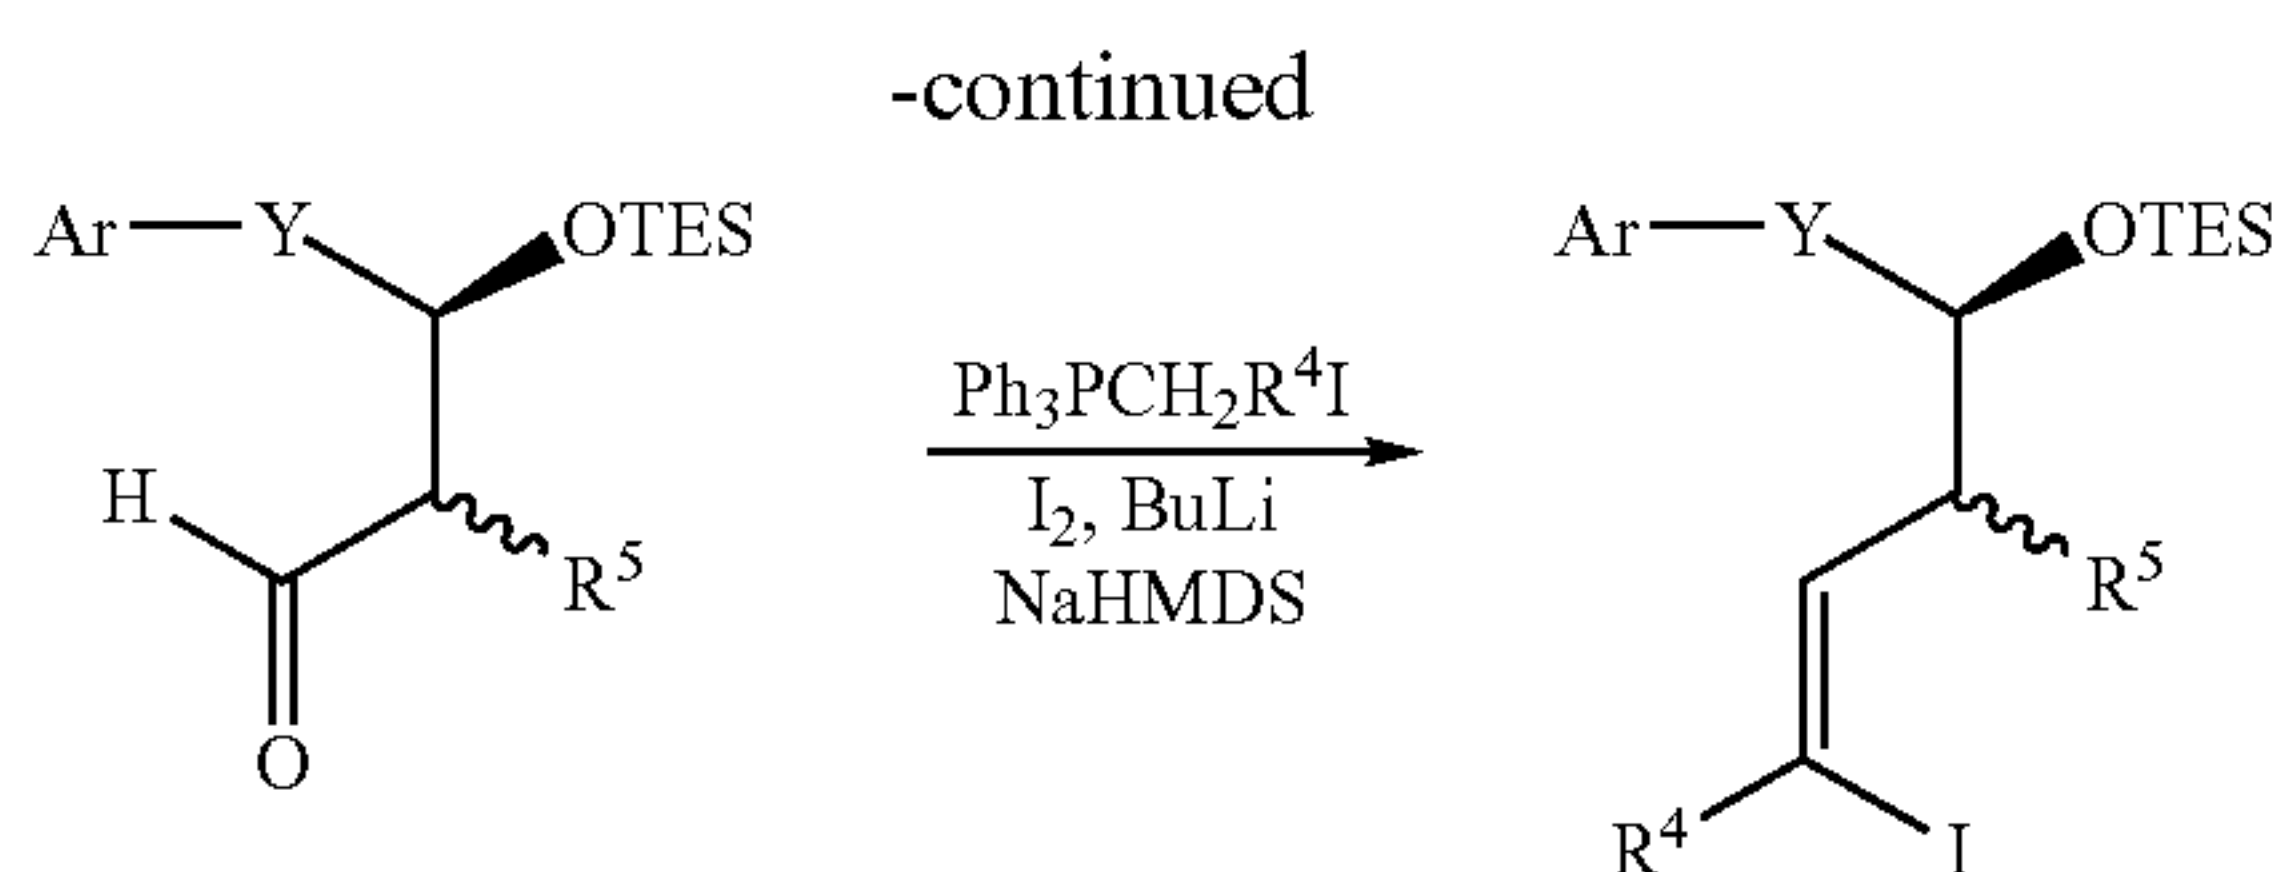 -continued
Ar—Y OTES
H
O
R⁵
Ph₃PCH₂R⁴I
I₂, BuLi
NaHMDS
Ar—Y OTES
R⁵
R⁴ I